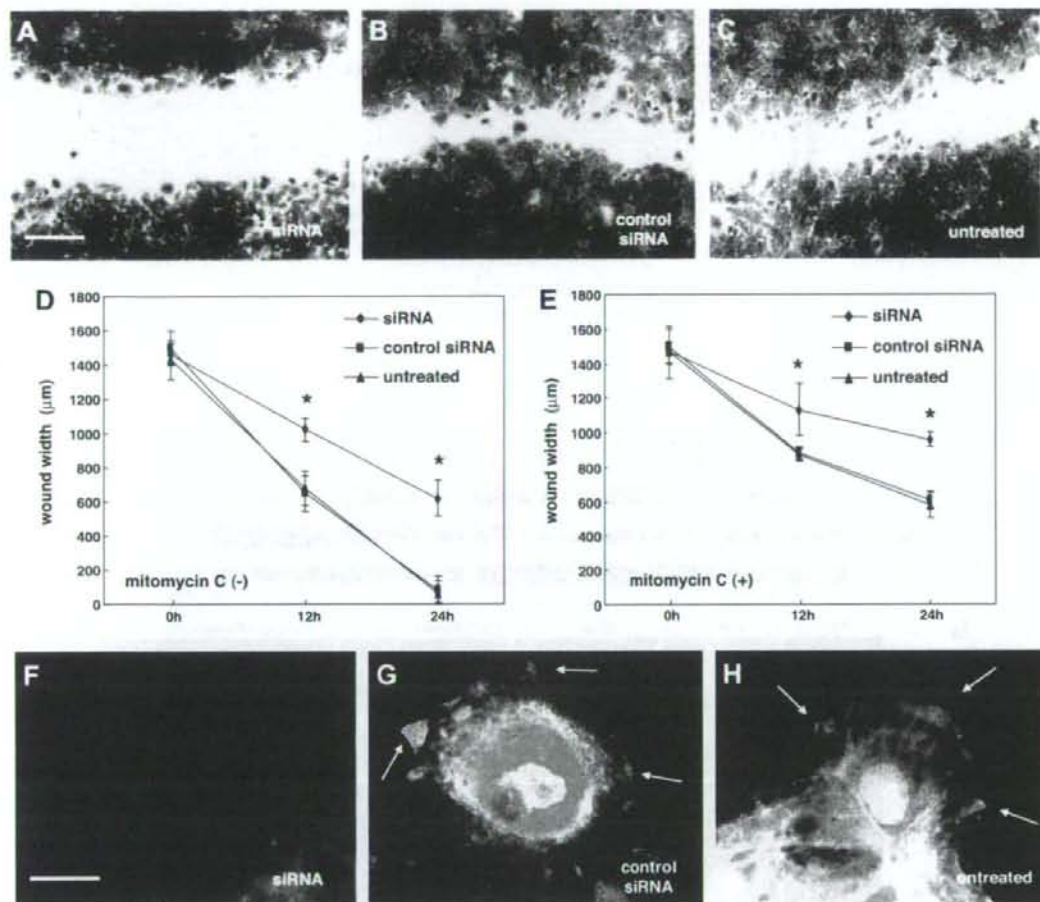 A
siRNA
B
control
siRNA
C
untreated
D
wound width (μm)
1800
1600
1400
1200
1000
800
600
400
200
0
siRNA
control siRNA
untreated
*
*
mitomycin C (-)
0h
12h
24h
E
wound width (μm)
1800
1600
1400
1200
1000
800
600
400
200
0
siRNA
control siRNA
untreated
*
*
mitomycin C (+)
0h
12h
24h
F
siRNA
G
control
siRNA
H
untreated